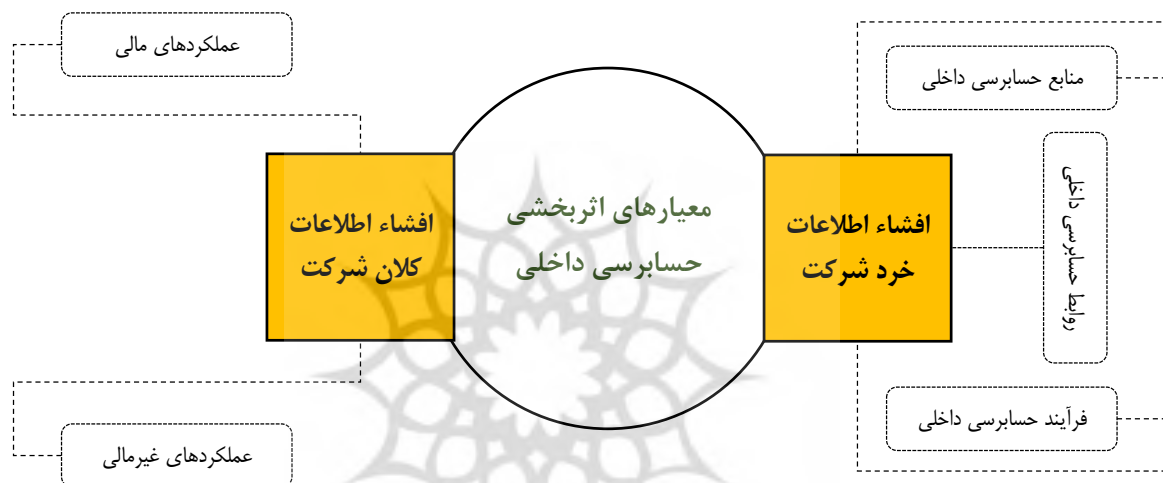 عملکردهای مالی
منابع حسابرسی داخلی
روابط حسابرسی داخلی
افشاء اطلاعات
خرد شرکت
معیارهای اثربخشی
حسابرسی داخلی
افشاء اطلاعات
کلان شرکت
فرآیند حسابرسی داخلی
عملکردهای غیرمالی